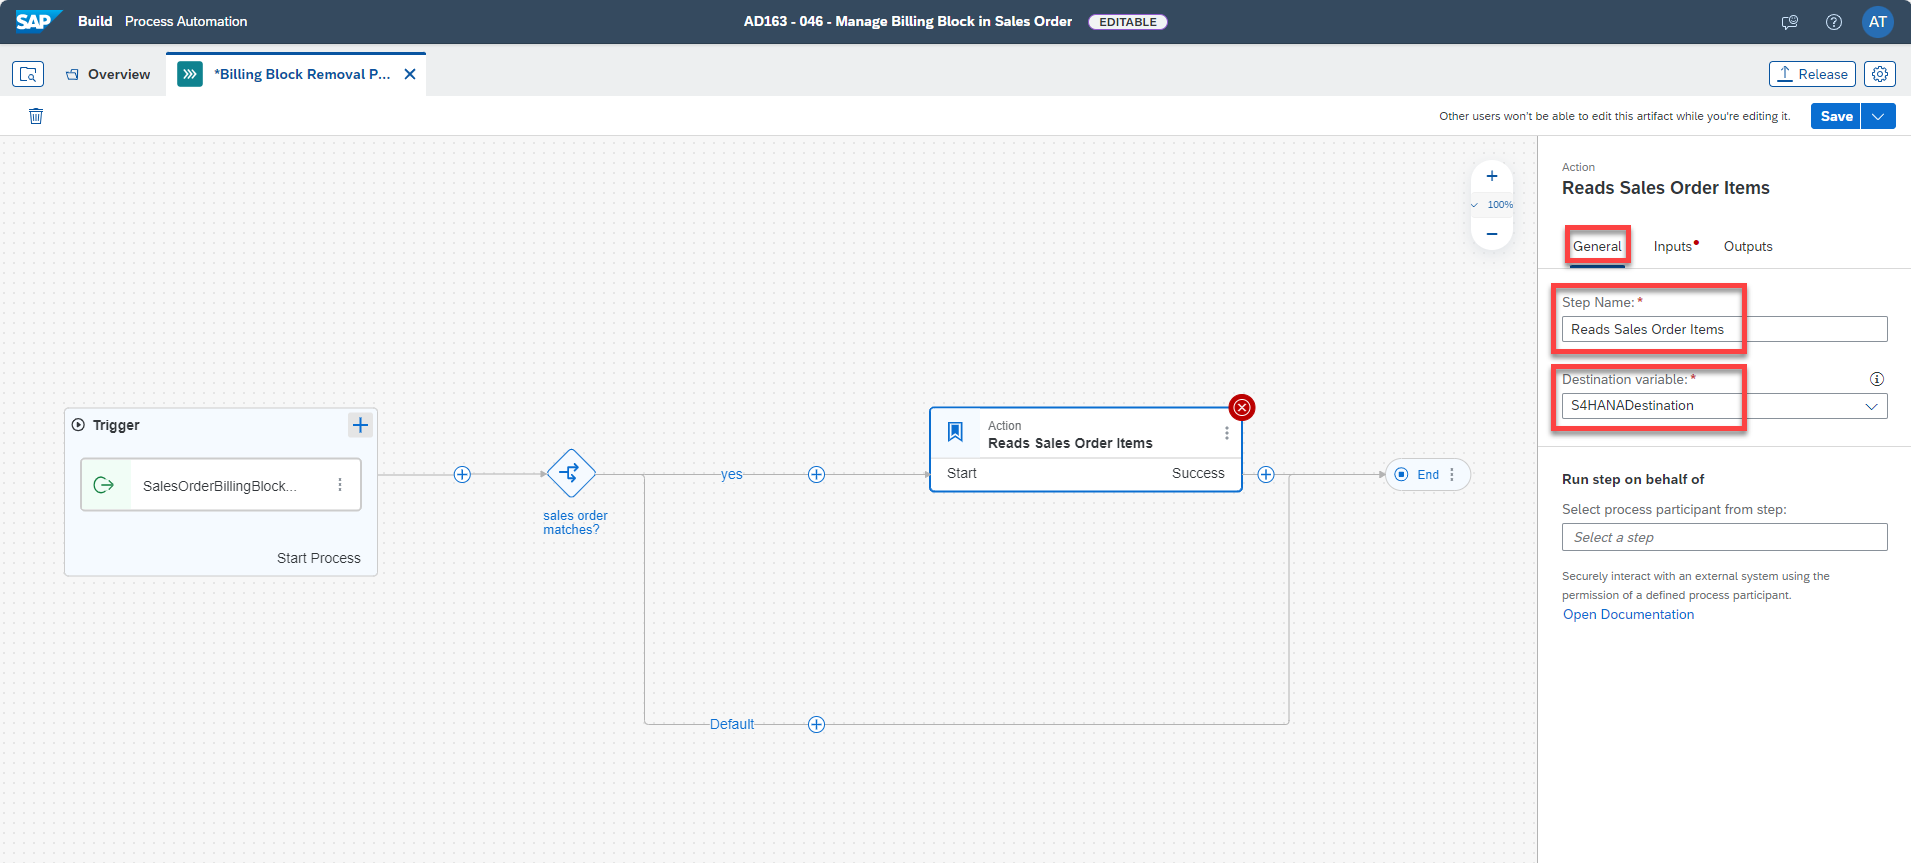 SAP Build Process Automation
AD163 - 046 - Manage Billing Block in Sales Order EDITABLE
AT
Overview
*Billing Block Removal P...
Release
Other users won't be able to edit this artifact while you're editing it.
Save
100%
Trigger
SalesOrderBillingBlock...
Start Process
sales order
matches?
yes
Default
Action
Reads Sales Order Items
Start Success
End
Action
Reads Sales Order Items
General Inputs Outputs
Step Name:*
Reads Sales Order Items
Destination variable:*
S4HANADestination
Run step on behalf of
Select process participant from step:
Select a step
Securely interact with an external system using the
permission of a defined process participant.
Open Documentation